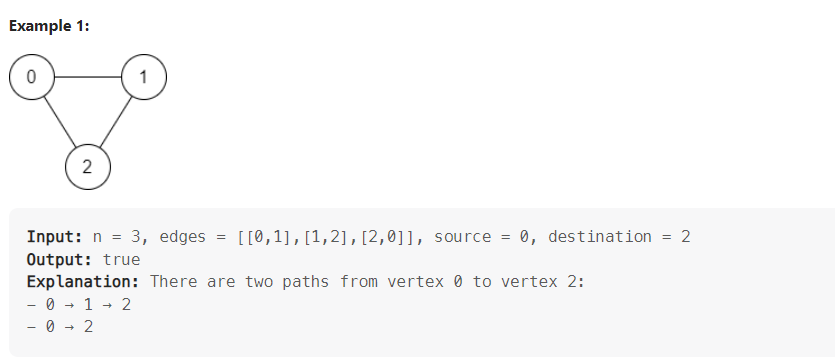 Example 1:
0 1
2
Input: n = 3, edges = [[0,1],[1,2],[2,0]], source = 0, destination = 2
Output: true
Explanation: There are two paths from vertex 0 to vertex 2:
- 0 → 1 → 2
- 0 → 2